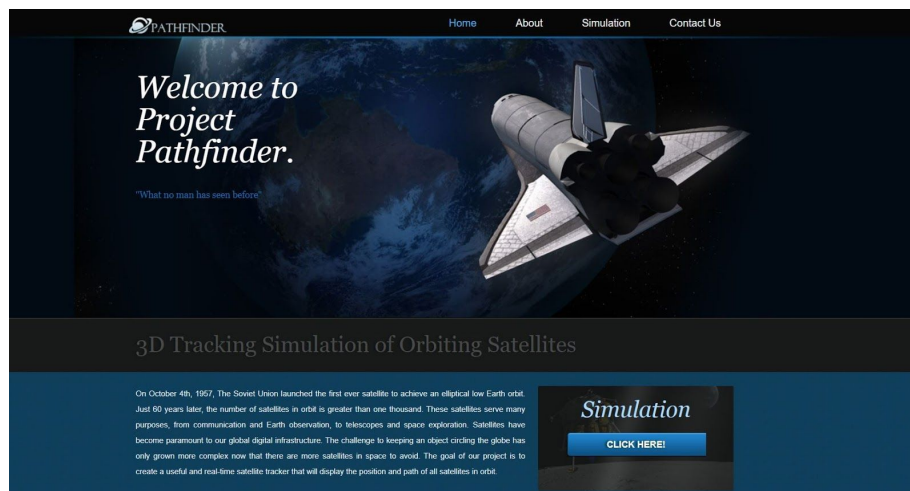 PATHFINDER
Home About Simulation Contact Us
Welcome to
Project
Pathfinder.
"What no man has seen before"
3D Tracking Simulation of Orbiting Satellites
On October 4th, 1957, The Soviet Union launched the first ever satellite to achieve an elliptical low Earth orbit.
Just 60 years later, the number of satellites in orbit is greater than one thousand. These satellites serve many
purposes, from communication and Earth observation, to telescopes and space exploration. Satellites have
become paramount to our global digital infrastructure. The challenge to keeping an object circling the globe has
only grown more complex now that there are more satellites in space to avoid. The goal of our project is to
create a useful and real-time satellite tracker that will display the position and path of all satellites in orbit.
Simulation
CLICK HERE!